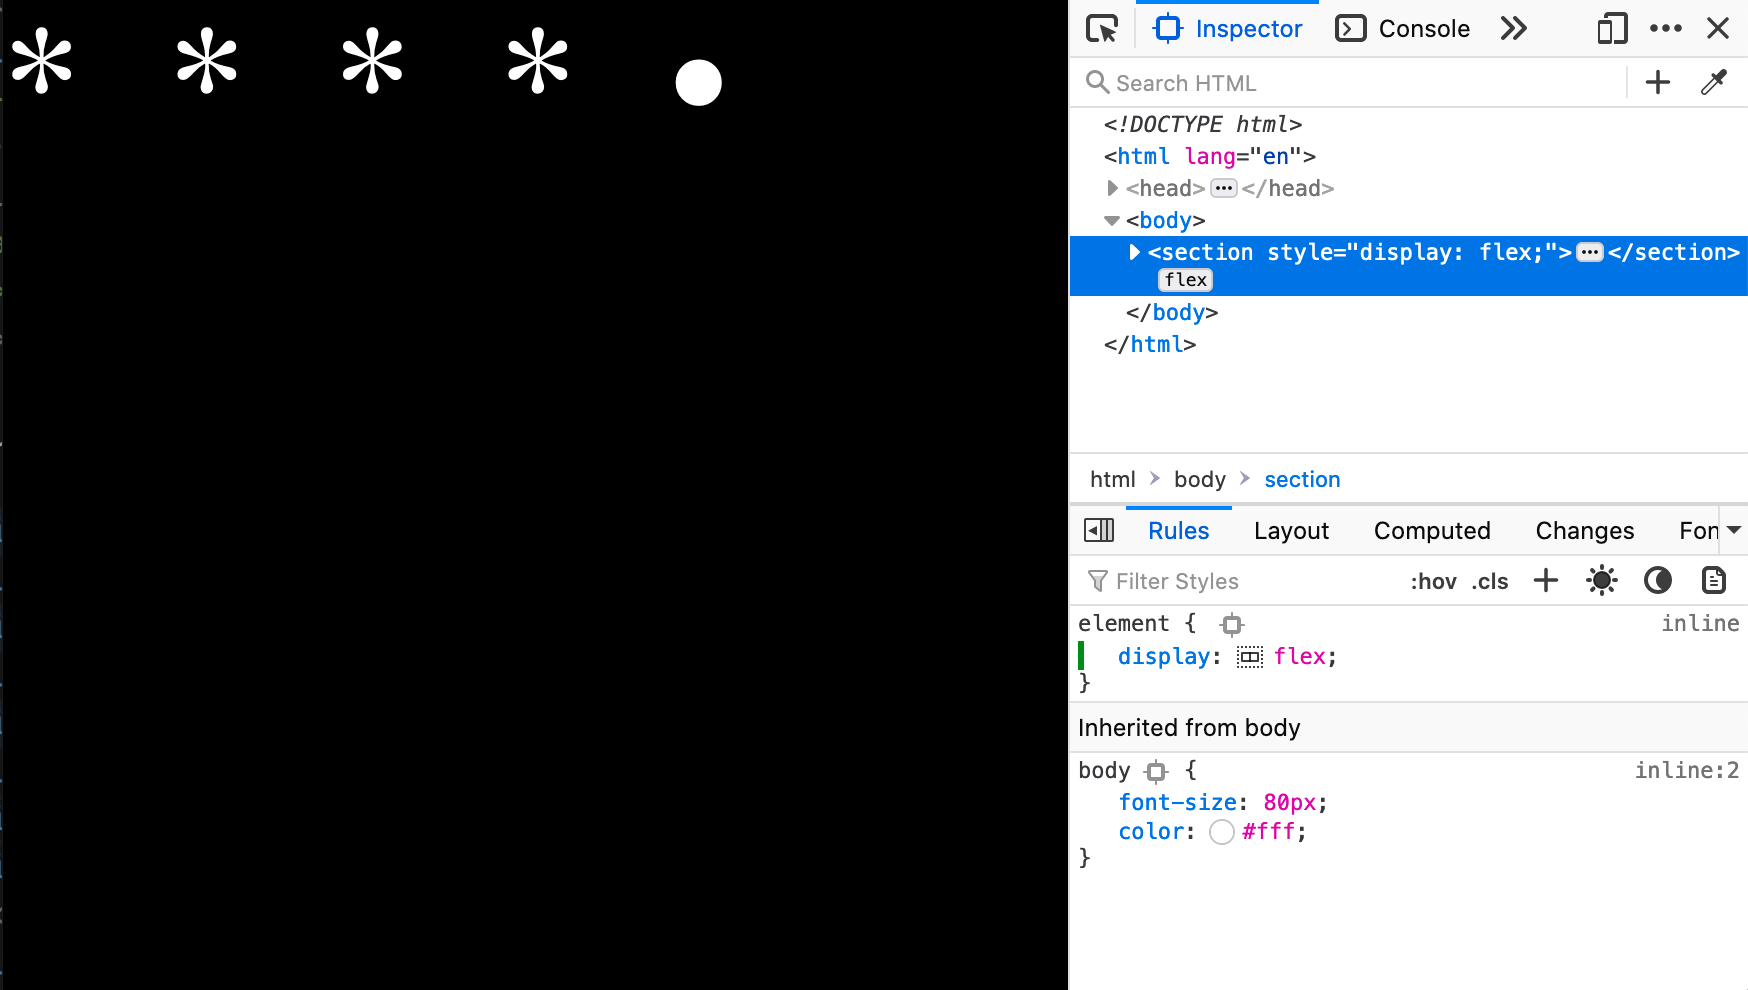 * * * * ●
Inspector Console
Search HTML
<!DOCTYPE html>
<html lang="en">
<head>…</head>
<body>
<section style="display: flex;">…</section>
flex
</body>
</html>
html > body > section
Rules Layout Computed Changes Fon
Filter Styles :hov .cls
element { inline
display: flex;
}
Inherited from body
body { inline:2
font-size: 80px;
color: #fff;
}